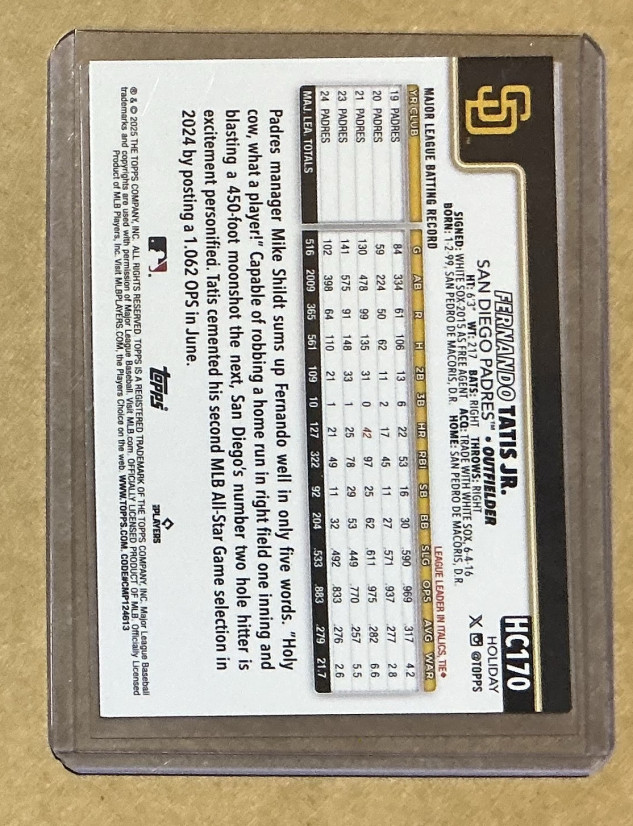 SD
HC170
HOLIDAY
X @TOPPS
FERNANDO TATIS JR.
SAN DIEGO PADRES™ • OUTFIELDER
HT: 6'3" WT: 217 BATS: RIGHT THROWS: RIGHT
SIGNED: WHITE SOX 2015 AS FREE AGENT ACQ: TRADE WITH WHITE SOX, 6-4-16
BORN: 1-2-99, SAN PEDRO DE MACORIS, D.R. HOME: SAN PEDRO DE MACORIS, D.R.
MAJOR LEAGUE BATTING RECORD LEAGUE LEADER IN ITALICS, TIE♦
YR CLUB G AB R H 2B 3B HR RBI SB BB SLG OPS AVG WAR
19 PADRES 84 334 61 106 13 6 22 53 16 30 .590 .969 .317 4.2
20 PADRES 59 224 50 62 11 2 17 45 11 27 .571 .937 .277 2.8
21 PADRES 130 478 99 135 31 0 42 97 25 62 .611 .975 .282 6.6
23 PADRES 141 575 91 148 33 1 25 78 29 53 .449 .770 .257 5.5
24 PADRES 102 398 64 110 21 1 21 49 11 32 .492 .833 .276 2.6
MAJ. LEA. TOTALS 516 2009 365 561 109 10 127 322 92 204 .533 .883 .279 21.7
Padres manager Mike Shildt sums up Fernando well in only five words. "Holy
cow, what a player!" Capable of robbing a home run in right field one inning and
blasting a 450-foot moonshot the next, San Diego's number two hole hitter is
excitement personified. Tatis cemented his second MLB All-Star Game selection in
2024 by posting a 1.062 OPS in June.
topps
PLAYERS
® & © 2025 THE TOPPS COMPANY, INC. ALL RIGHTS RESERVED. TOPPS IS A REGISTERED TRADEMARK OF THE TOPPS COMPANY, INC. Major League Baseball
trademarks and copyrights are used with permission of Major League Baseball. Visit MLB.com. OFFICIALLY LICENSED PRODUCT OF MLB. Officially Licensed
Product of MLB Players, Inc. Visit MLBPLAYERS.COM, the Players Choice on the web. WWW.TOPPS.COM. CODE#CMP124613